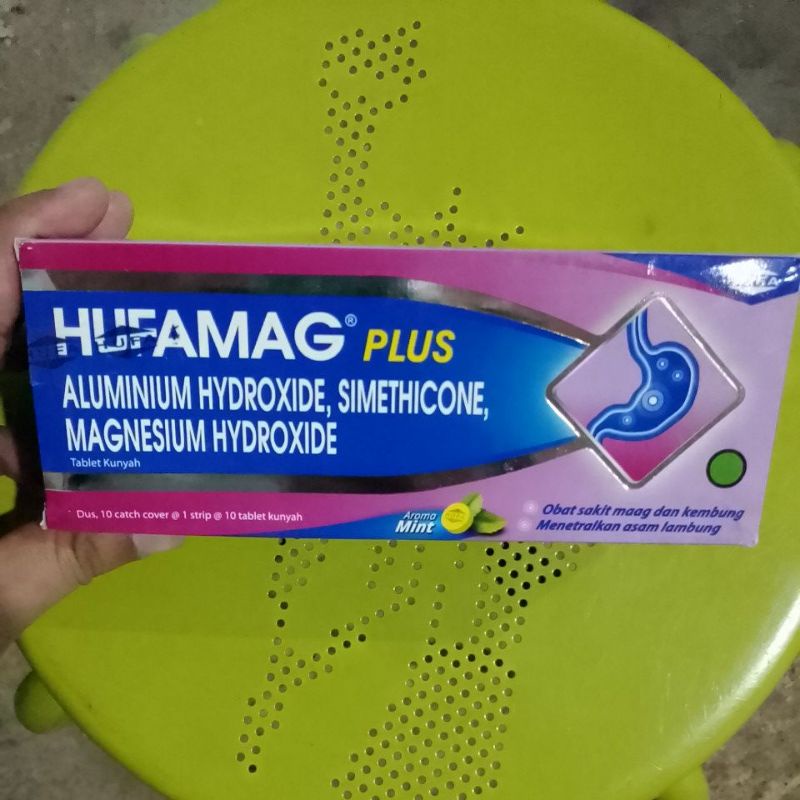 HUFAMAG® PLUS
ALUMINIUM HYDROXIDE, SIMETHICONE,
MAGNESIUM HYDROXIDE
Tablet Kunyah
Dus, 10 catch cover @ 1 strip @ 10 tablet kunyah
Aroma
Mint
Obat sakit maag dan kembung
Menetralkan asam lambung